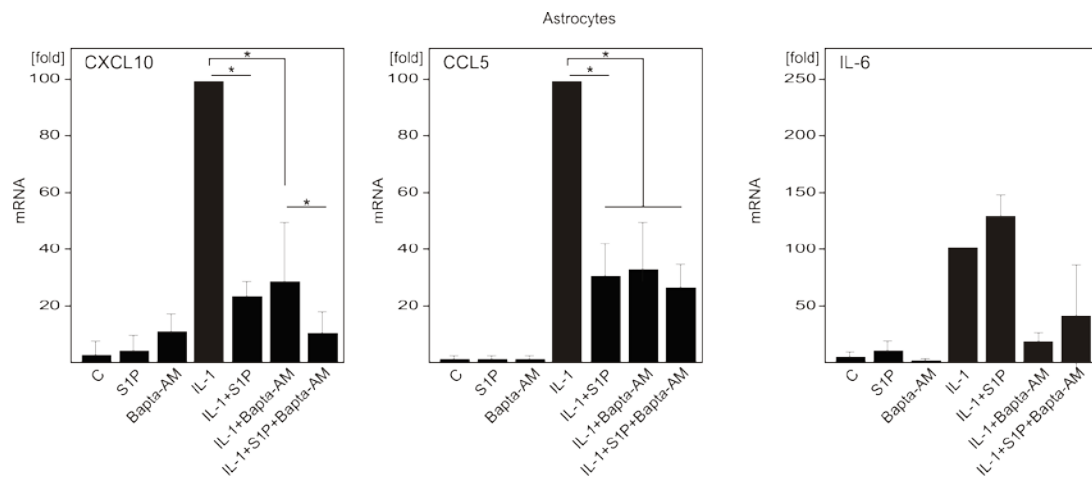 Astrocytes
[fold]
CXCL10
100
80
60
40
20
mRNA
*
*
*
C
S1P
Bapta-AM
IL-1
IL-1+S1P
IL-1+Bapta-AM
IL-1+S1P+Bapta-AM
[fold]
CCL5
100
80
60
40
20
mRNA
*
*
C
S1P
Bapta-AM
IL-1
IL-1+S1P
IL-1+Bapta-AM
IL-1+S1P+Bapta-AM
[fold]
IL-6
250
200
150
100
50
mRNA
C
S1P
Bapta-AM
IL-1
IL-1+S1P
IL-1+Bapta-AM
IL-1+S1P+Bapta-AM